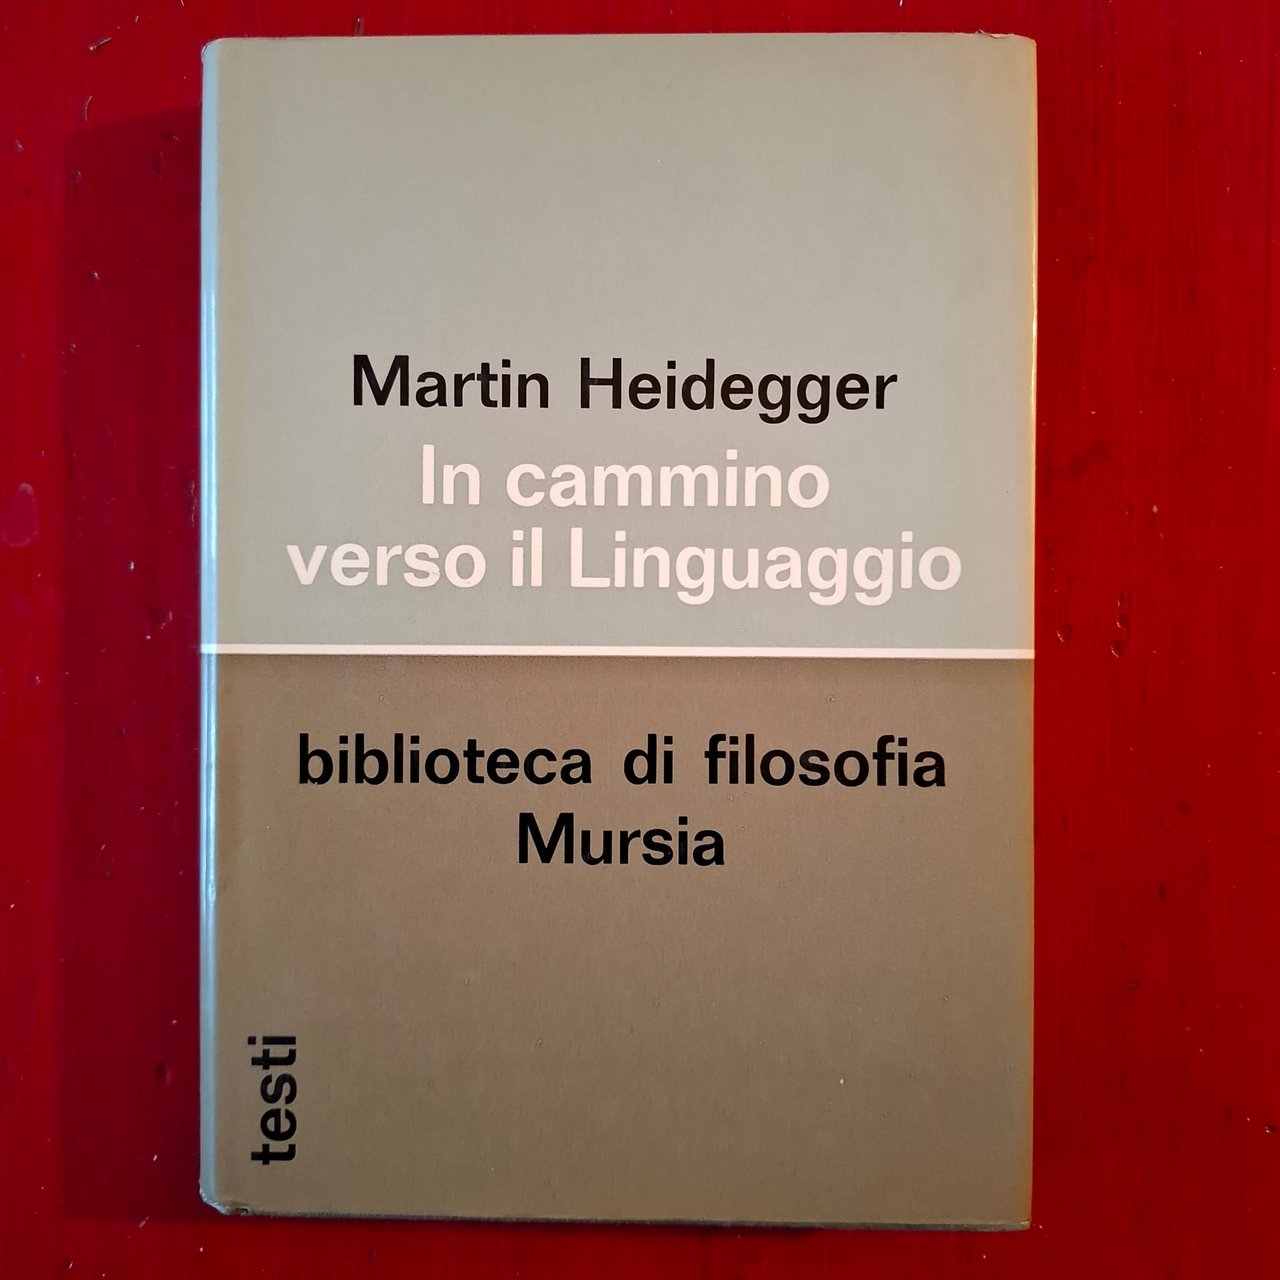 Martin Heidegger
In cammino
verso il Linguaggio
biblioteca di filosofia
Mursia
testi